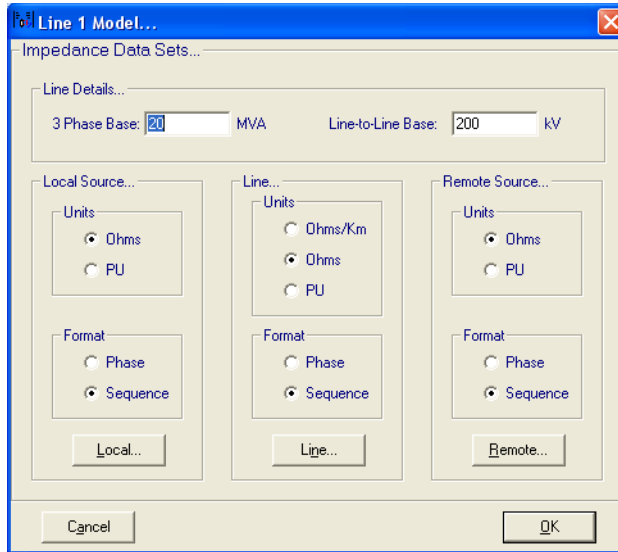 Line 1 Model...
Impedance Data Sets...
Line Details...
3 Phase Base: 20 MVA Line-to-Line Base: 200 kV
Local Source...
Units
Ohms
PU
Format
Phase
Sequence
Local...
Line...
Units
Ohms/Km
Ohms
PU
Format
Phase
Sequence
Line...
Remote Source...
Units
Ohms
PU
Format
Phase
Sequence
Remote...
Cancel
OK